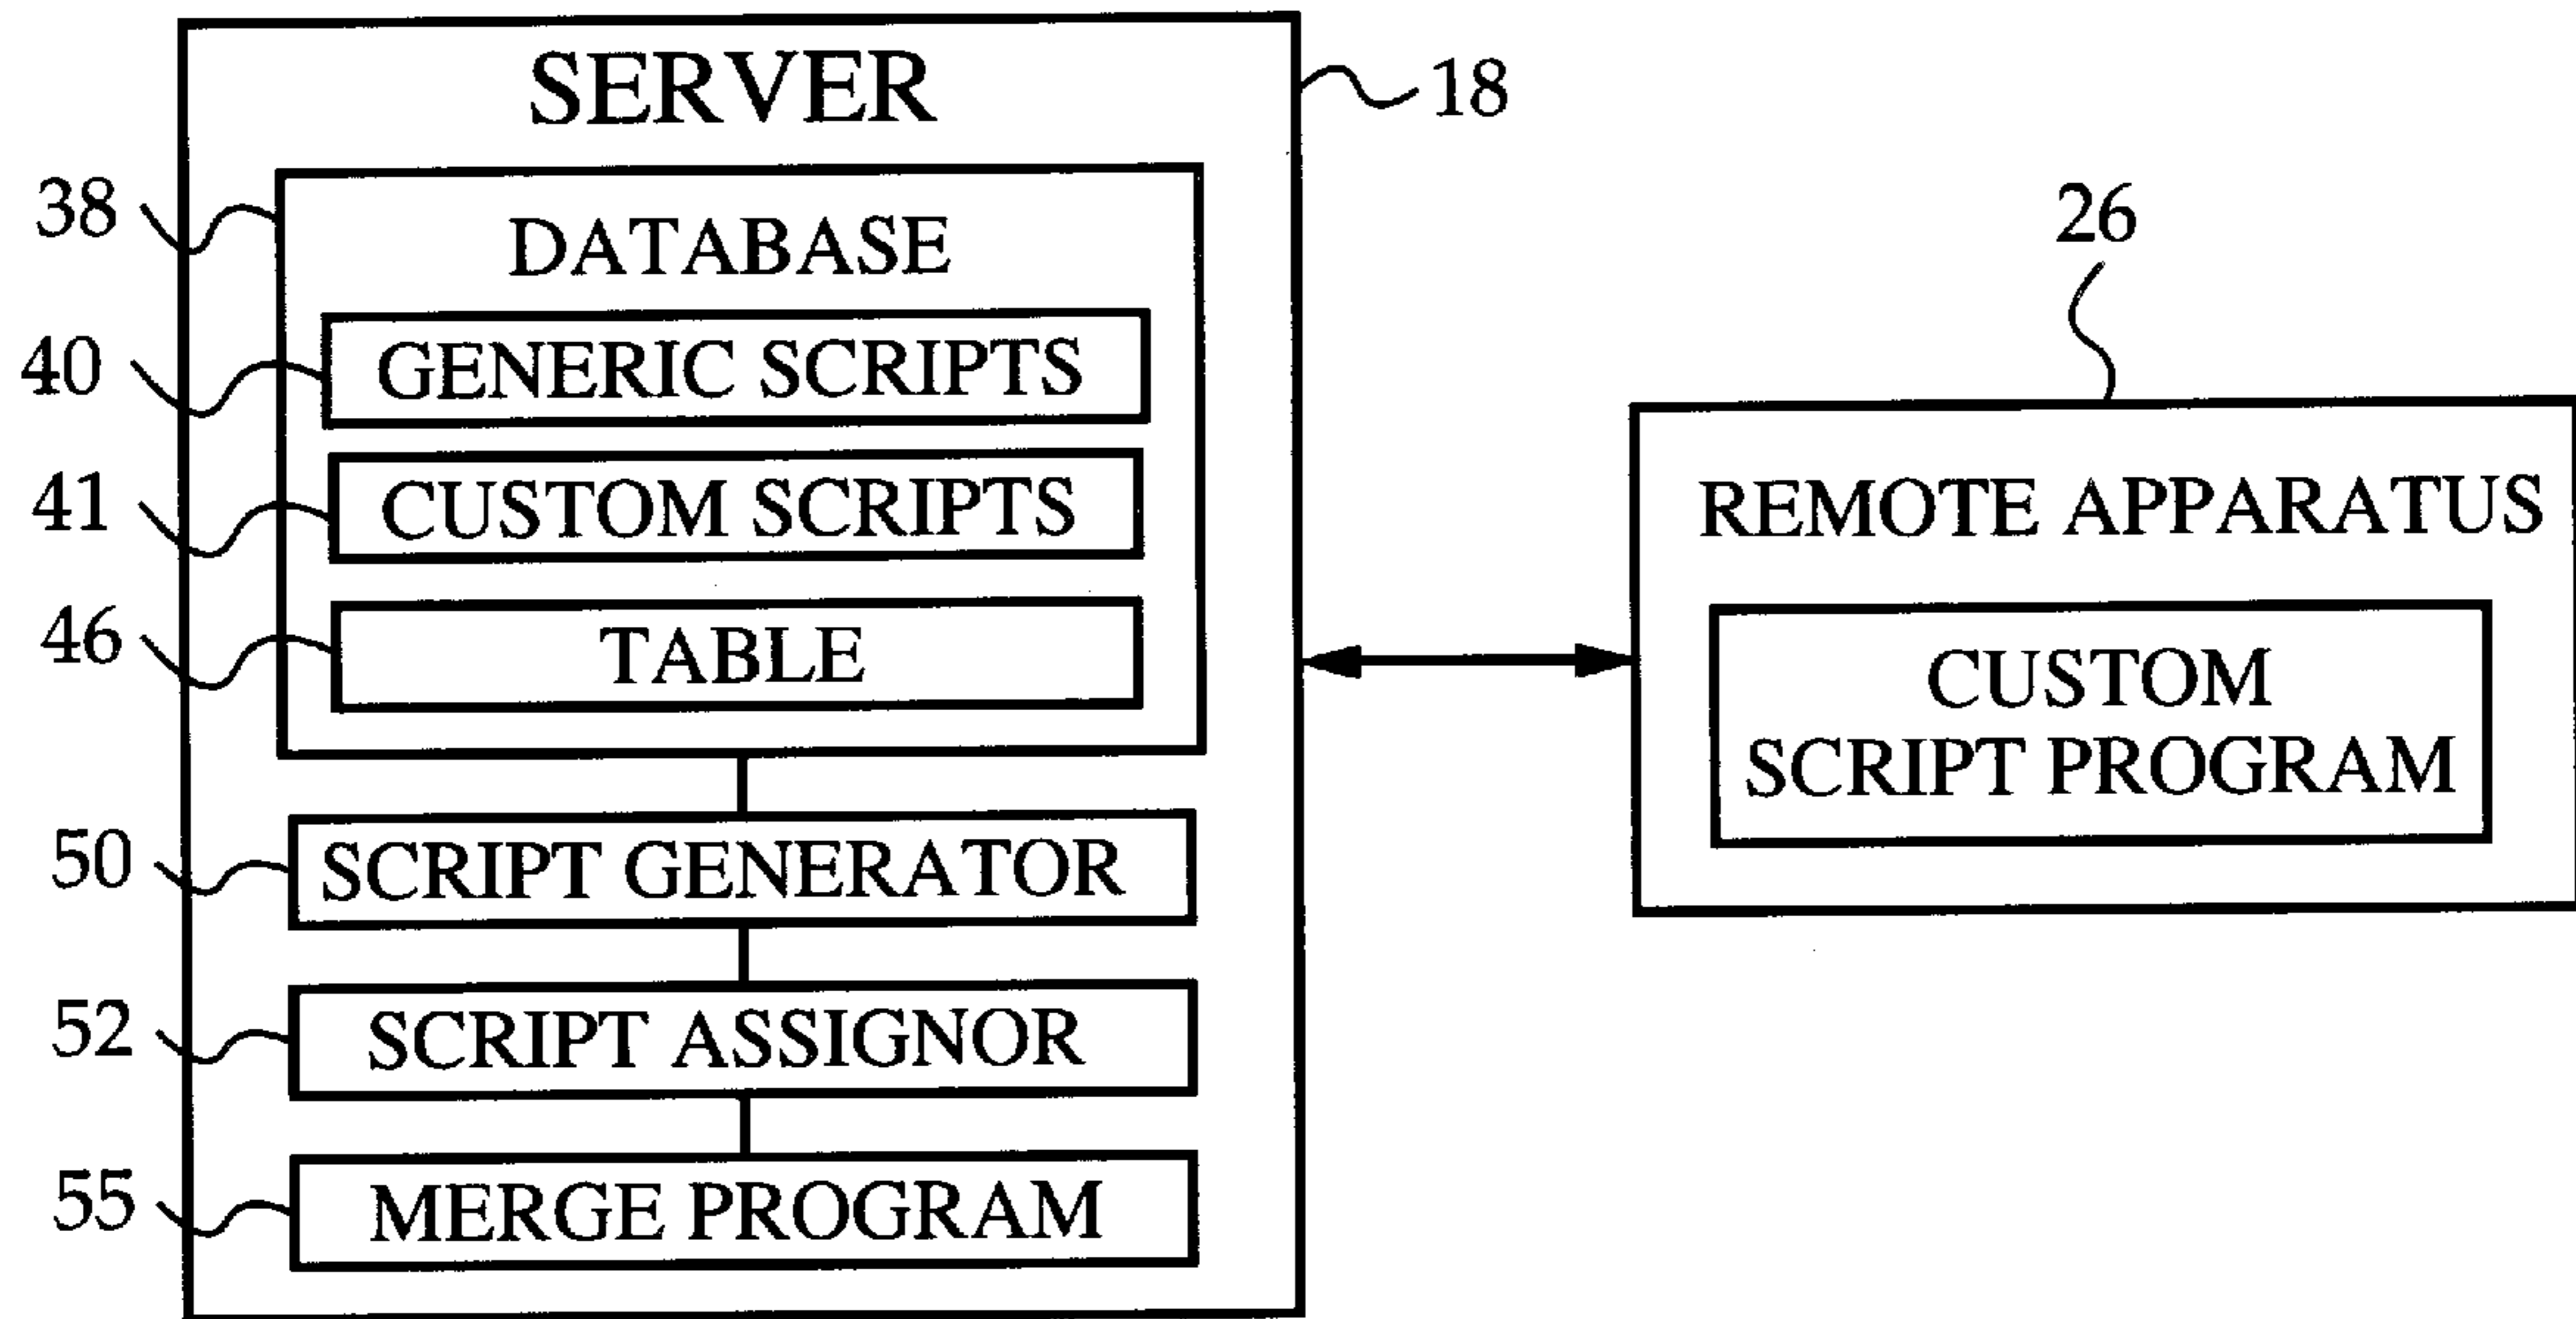 SERVER
18
38
DATABASE
40
GENERIC SCRIPTS
41
CUSTOM SCRIPTS
46
TABLE
50
SCRIPT GENERATOR
52
SCRIPT ASSIGNOR
55
MERGE PROGRAM
26
REMOTE APPARATUS
CUSTOM
SCRIPT PROGRAM